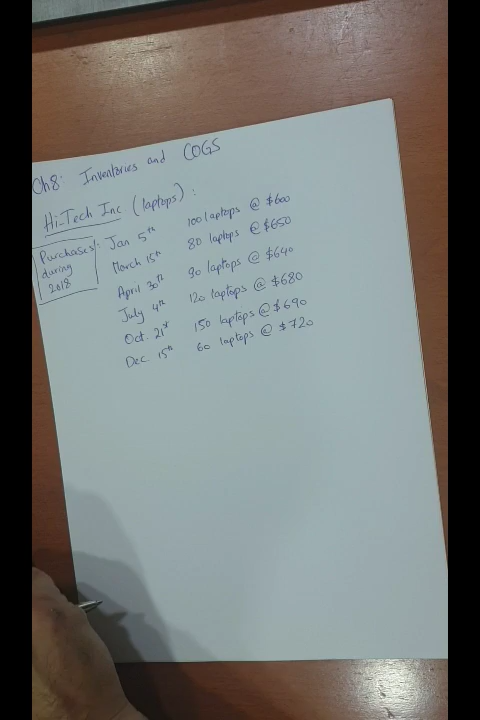 Ch8: Inventories and COGS
Hi-Tech Inc (laptops) :
Purchases during 2018 : Jan 5th 100 laptops @ $600
March 15th 80 laptops @ $650
April 30th 90 laptops @ $640
July 4th 120 laptops @ $680
Oct. 21st 150 laptops @ $690
Dec. 15th 60 laptops @ $720